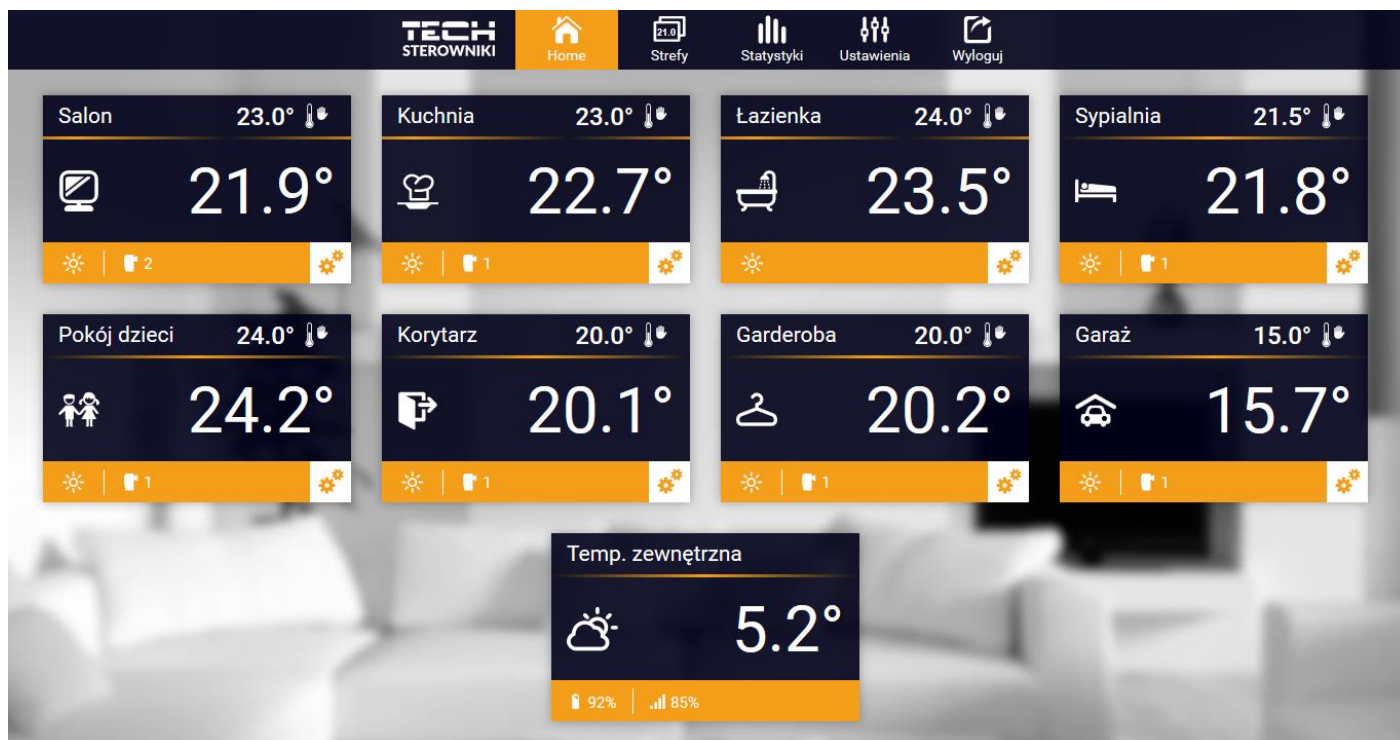 TECH
STEROWNIKI
Home
21.0
Strefy
Statystyki
Ustawienia
Wyloguj
Salon 23.0°
21.9°
2
Kuchnia 23.0°
22.7°
1
Łazienka 24.0°
23.5°
Sypialnia 21.5°
21.8°
1
Pokój dzieci 24.0°
24.2°
1
Korytarz 20.0°
20.1°
1
Garderoba 20.0°
20.2°
1
Garaż 15.0°
15.7°
1
Temp. zewnętrzna
5.2°
92% 85%